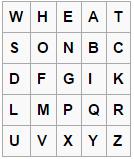 W H E A T
S O N B C
D F G I K
L M P Q R
U V X Y Z